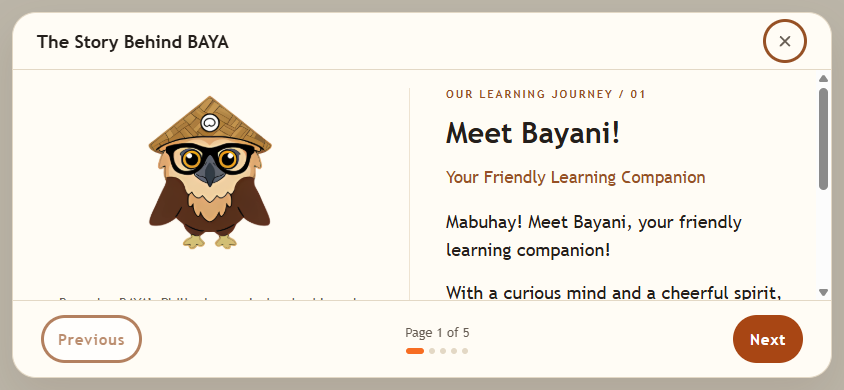 The Story Behind BAYA
OUR LEARNING JOURNEY / 01
Meet Bayani!
Your Friendly Learning Companion
Mabuhay! Meet Bayani, your friendly
learning companion!
With a curious mind and a cheerful spirit,
Previous
Page 1 of 5
Next